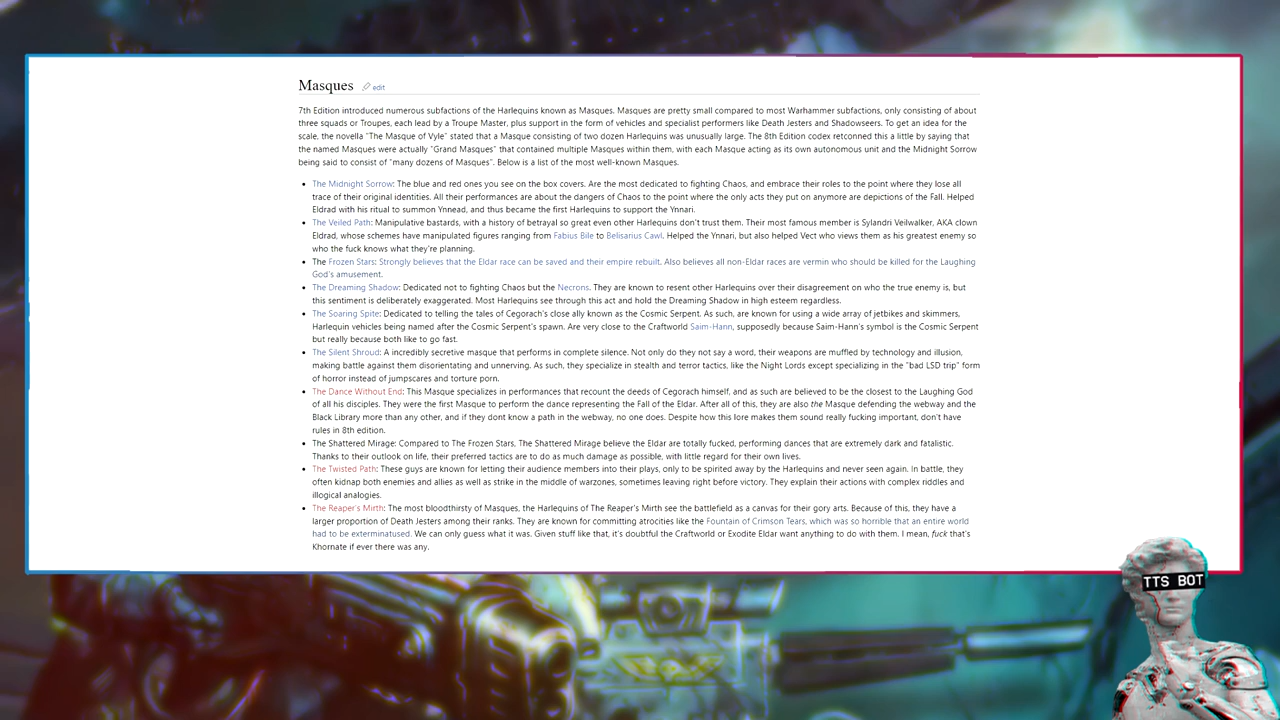 Masques edit
7th Edition introduced numerous subfactions of the Harlequins known as Masques. Masques are pretty small compared to most Warhammer subfactions, only consisting of about
three squads or Troupes, each lead by a Troupe Master, plus support in the form of vehicles and specialist performers like Death Jesters and Shadowseers. To get an idea for the
scale, the novella "The Masque of Vyle" stated that a Masque consisting of two dozen Harlequins was unusually large. The 8th Edition codex retconned this a little by saying that
the named Masques were actually "Grand Masques" that contained multiple Masques within them, with each Masque acting as its own autonomous unit and the Midnight Sorrow
being said to consist of "many dozens of Masques". Below is a list of the most well-known Masques.
• The Midnight Sorrow: The blue and red ones you see on the box covers. Are the most dedicated to fighting Chaos, and embrace their roles to the point where they lose all
trace of their original identities. All their performances are about the dangers of Chaos to the point where the only acts they put on anymore are depictions of the Fall. Helped
Eldrad with his ritual to summon Ynnead, and thus became the first Harlequins to support the Ynnari.
• The Veiled Path: Manipulative bastards, with a history of betrayal so great even other Harlequins don't trust them. Their most famous member is Sylandri Veilwalker, AKA clown
Eldrad, whose schemes have manipulated figures ranging from Fabius Bile to Belisarius Cawl. Helped the Ynnari, but also helped Vect who views them as his greatest enemy so
who the fuck knows what they're planning.
• The Frozen Stars: Strongly believes that the Eldar race can be saved and their empire rebuilt. Also believes all non-Eldar races are vermin who should be killed for the Laughing
God's amusement.
• The Dreaming Shadow: Dedicated not to fighting Chaos but the Necrons. They are known to resent other Harlequins over their disagreement on who the true enemy is, but
this sentiment is deliberately exaggerated. Most Harlequins see through this act and hold the Dreaming Shadow in high esteem regardless.
• The Soaring Spite: Dedicated to telling the tales of Cegorach's close ally known as the Cosmic Serpent. As such, are known for using a wide array of jetbikes and skimmers,
Harlequin vehicles being named after the Cosmic Serpent's spawn. Are very close to the Craftworld Saim-Hann, supposedly because Saim-Hann's symbol is the Cosmic Serpent
but really because both like to go fast.
• The Silent Shroud: A incredibly secretive masque that performs in complete silence. Not only do they not say a word, their weapons are muffled by technology and illusion,
making battle against them disorientating and unnerving. As such, they specialize in stealth and terror tactics, like the Night Lords except specializing in the "bad LSD trip" form
of horror instead of jumpscares and torture porn.
• The Dance Without End: This Masque specializes in performances that recount the deeds of Cegorach himself, and as such are believed to be the closest to the Laughing God
of all his disciples. They were the first Masque to perform the dance representing the Fall of the Eldar. After all of this, they are also the Masque defending the webway and the
Black Library more than any other, and if they dont know a path in the webway, no one does. Despite how this lore makes them sound really fucking important, don't have
rules in 8th edition.
• The Shattered Mirage: Compared to The Frozen Stars, The Shattered Mirage believe the Eldar are totally fucked, performing dances that are extremely dark and fatalistic.
Thanks to their outlook on life, their preferred tactics are to do as much damage as possible, with little regard for their own lives.
• The Twisted Path: These guys are known for letting their audience members into their plays, only to be spirited away by the Harlequins and never seen again. In battle, they
often kidnap both enemies and allies as well as strike in the middle of warzones, sometimes leaving right before victory. They explain their actions with complex riddles and
illogical analogies.
• The Reaper's Mirth: The most bloodthirsty of Masques, the Harlequins of The Reaper's Mirth see the battlefield as a canvas for their gory arts. Because of this, they have a
larger proportion of Death Jesters among their ranks. They are known for committing atrocities like the Fountain of Crimson Tears, which was so horrible that an entire world
had to be exterminatused. We can only guess what it was. Given stuff like that, it's doubtful the Craftworld or Exodite Eldar want anything to do with them. I mean, fuck that's
Khornate if ever there was any.
TTS BOT